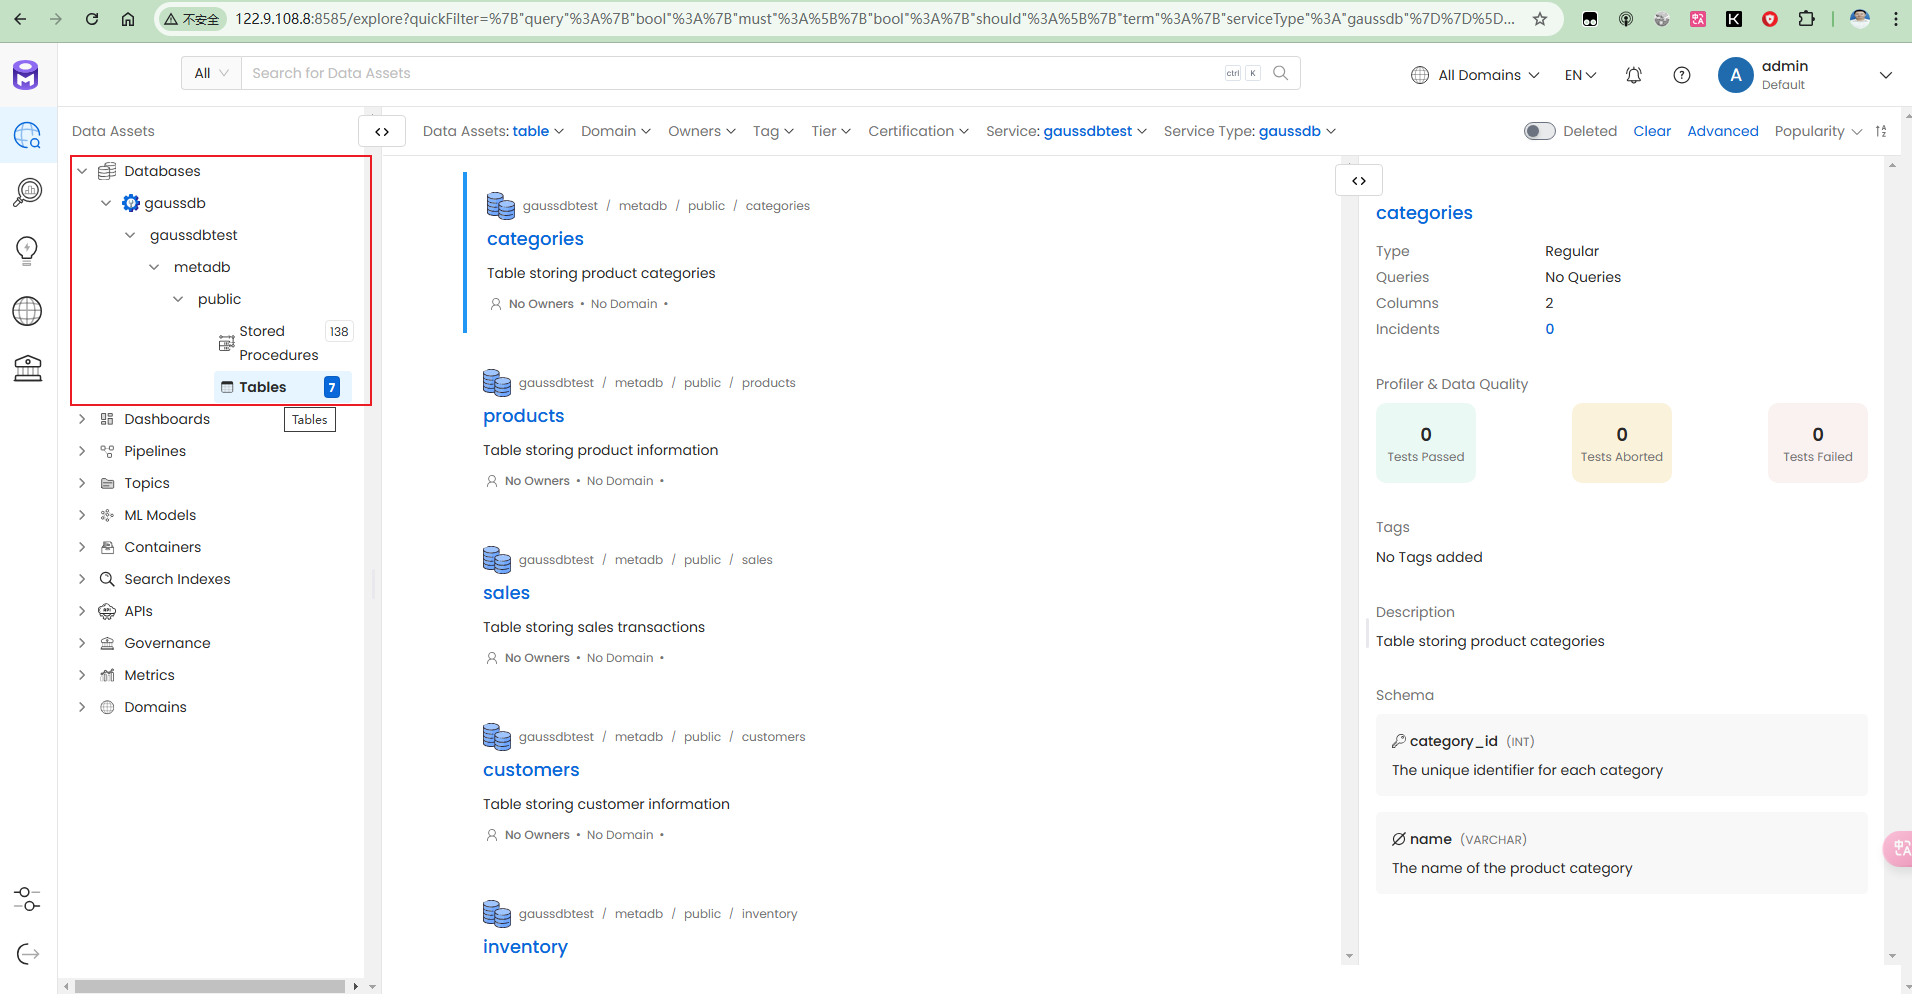 不安全
122.9.108.8:8585/explore?quickFilter=%7B"query"%3A%7B"bool"%3A%7B"must"%3A%5B%7B"bool"%3A%7B"should"%3A%5B%7B"term"%3A%7B"serviceType"%3A"gaussdb"%7D%7D%5D...
All
Search for Data Assets
ctrl K
All Domains
EN
A
admin
Default
Data Assets
Data Assets: table
Domain
Owners
Tag
Tier
Certification
Service: gaussdbtest
Service Type: gaussdb
Deleted
Clear
Advanced
Popularity
Databases
gaussdb
gaussdbtest
metadb
public
Stored Procedures 138
Tables 7
Tables
Dashboards
Pipelines
Topics
ML Models
Containers
Search Indexes
APIs
Governance
Metrics
Domains
gaussdbtest / metadb / public / categories
categories
Table storing product categories
No Owners • No Domain •
gaussdbtest / metadb / public / products
products
Table storing product information
No Owners • No Domain •
gaussdbtest / metadb / public / sales
sales
Table storing sales transactions
No Owners • No Domain •
gaussdbtest / metadb / public / customers
customers
Table storing customer information
No Owners • No Domain •
gaussdbtest / metadb / public / inventory
inventory
categories
Type Regular
Queries No Queries
Columns 2
Incidents 0
Profiler & Data Quality
0
Tests Passed
0
Tests Aborted
0
Tests Failed
Tags
No Tags added
Description
Table storing product categories
Schema
category_id (INT)
The unique identifier for each category
name (VARCHAR)
The name of the product category